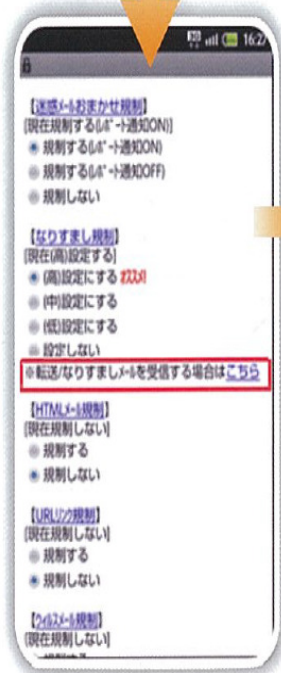 16:27
【迷惑メールおまかせ規制】
[現在規制する(レポート通知ON)]
規制する(レポート通知ON)
規制する(レポート通知OFF)
規制しない
【なりすまし規制】
[現在(高)設定する]
(高)設定にする オススメ!
(中)設定にする
(低)設定にする
設定しない
※転送/なりすましメールを受信する場合はこちら
【HTMLメール規制】
[現在規制しない]
規制する
規制しない
【URLリンク規制】
[現在規制しない]
規制する
規制しない
【ウィルスメール規制】
[現在規制しない]
規制する